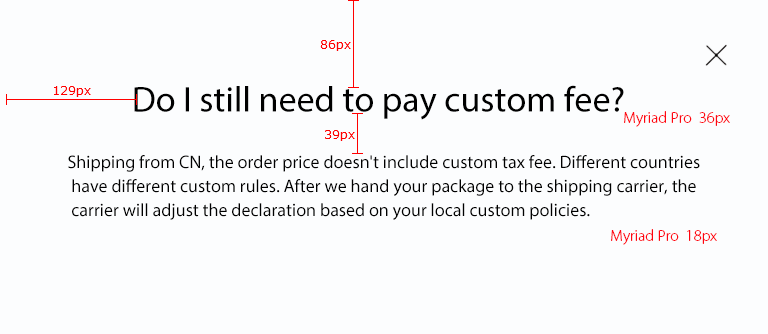 86px
129px
Do I still need to pay custom fee?
Myriad Pro 36px
39px
Shipping from CN, the order price doesn't include custom tax fee. Different countries
have different custom rules. After we hand your package to the shipping carrier, the
carrier will adjust the declaration based on your local custom policies.
Myriad Pro 18px